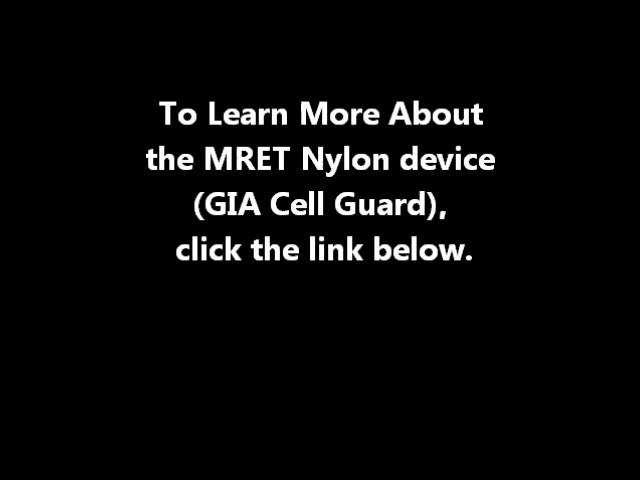 To Learn More About
the MRET Nylon device
(GIA Cell Guard),
click the link below.